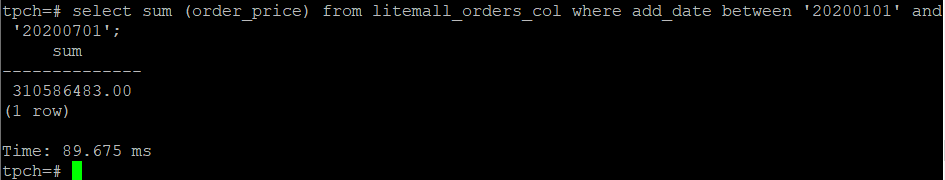 tpch=# select sum (order_price) from litemall_orders_col where add_date between '20200101' and
 '20200701';
     sum
--------------
 310586483.00
(1 row)

Time: 89.675 ms
tpch=#